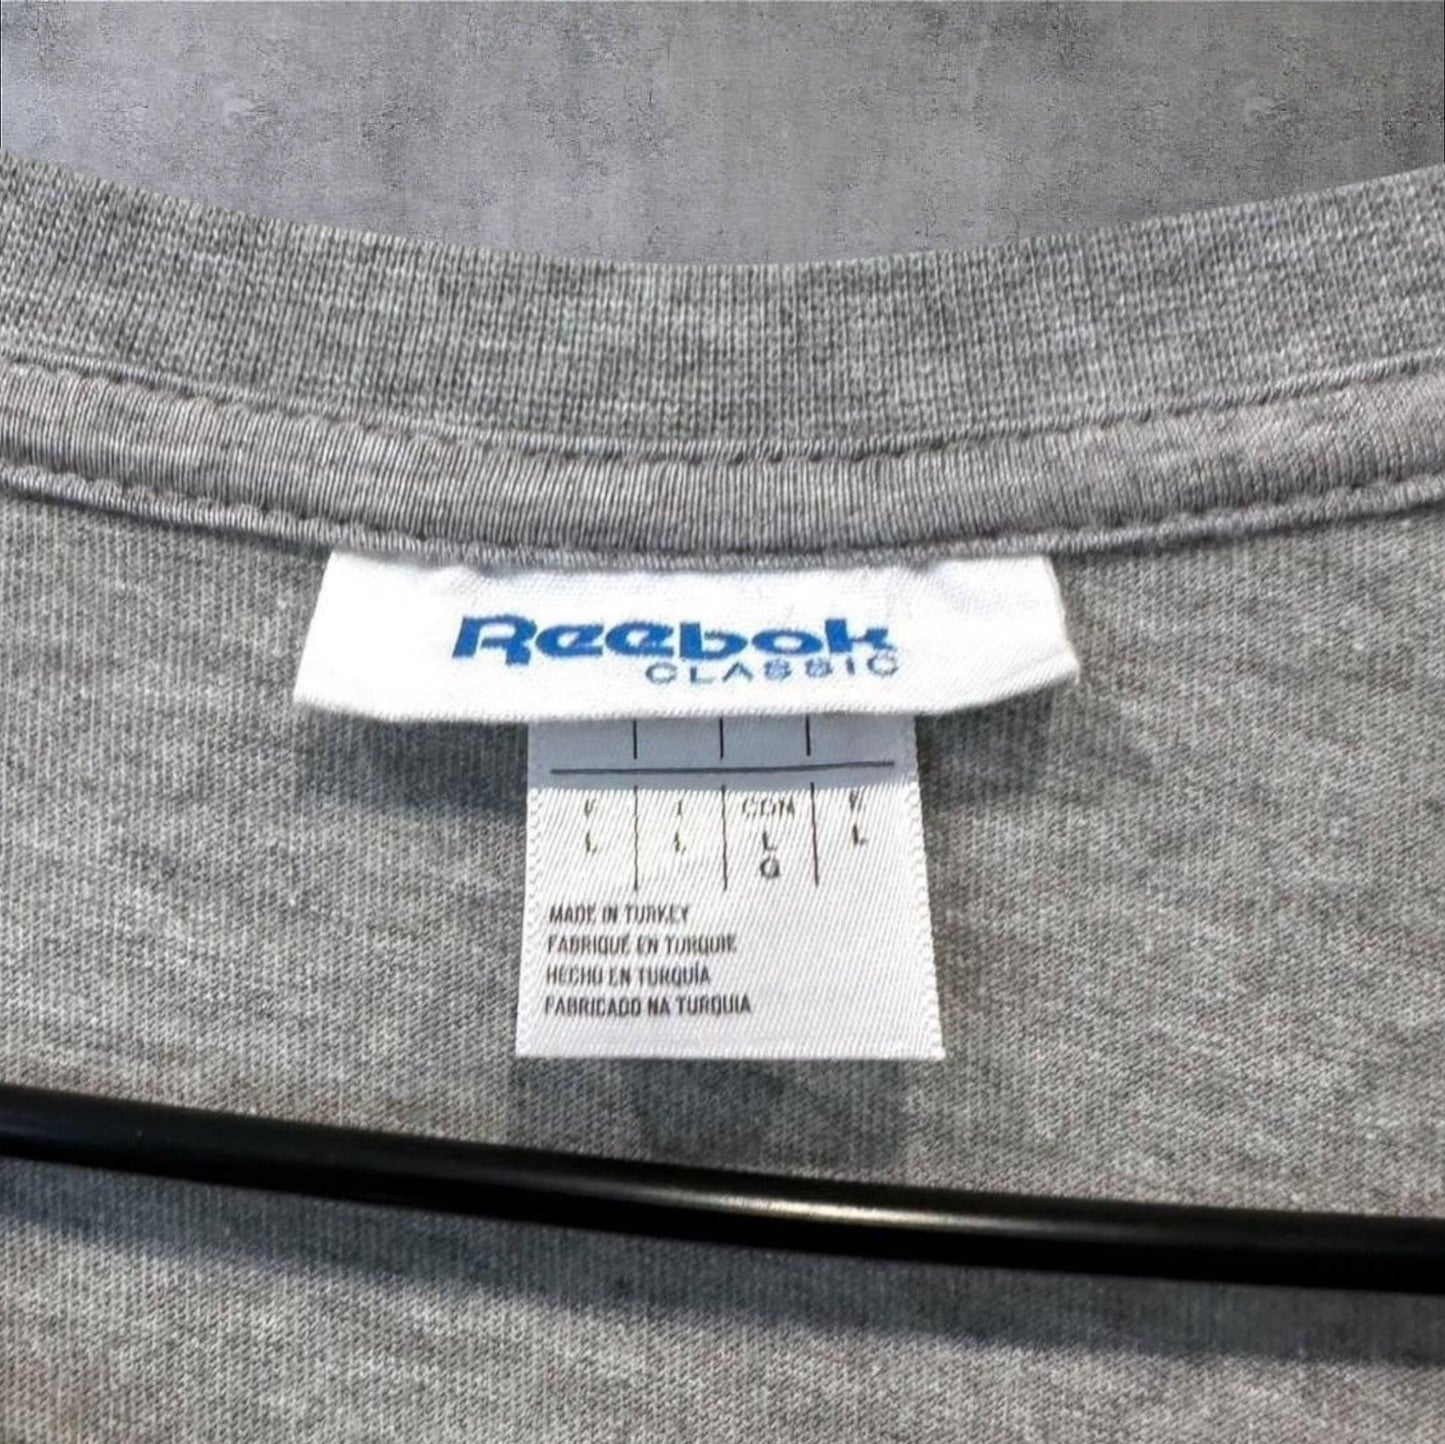 Reebok
CLASSIC
CDN
L L L L
G
MADE IN TURKEY
FABRIQUÉ EN TURQUIE
HECHO EN TURQUÍA
FABRICADO NA TURQUIA